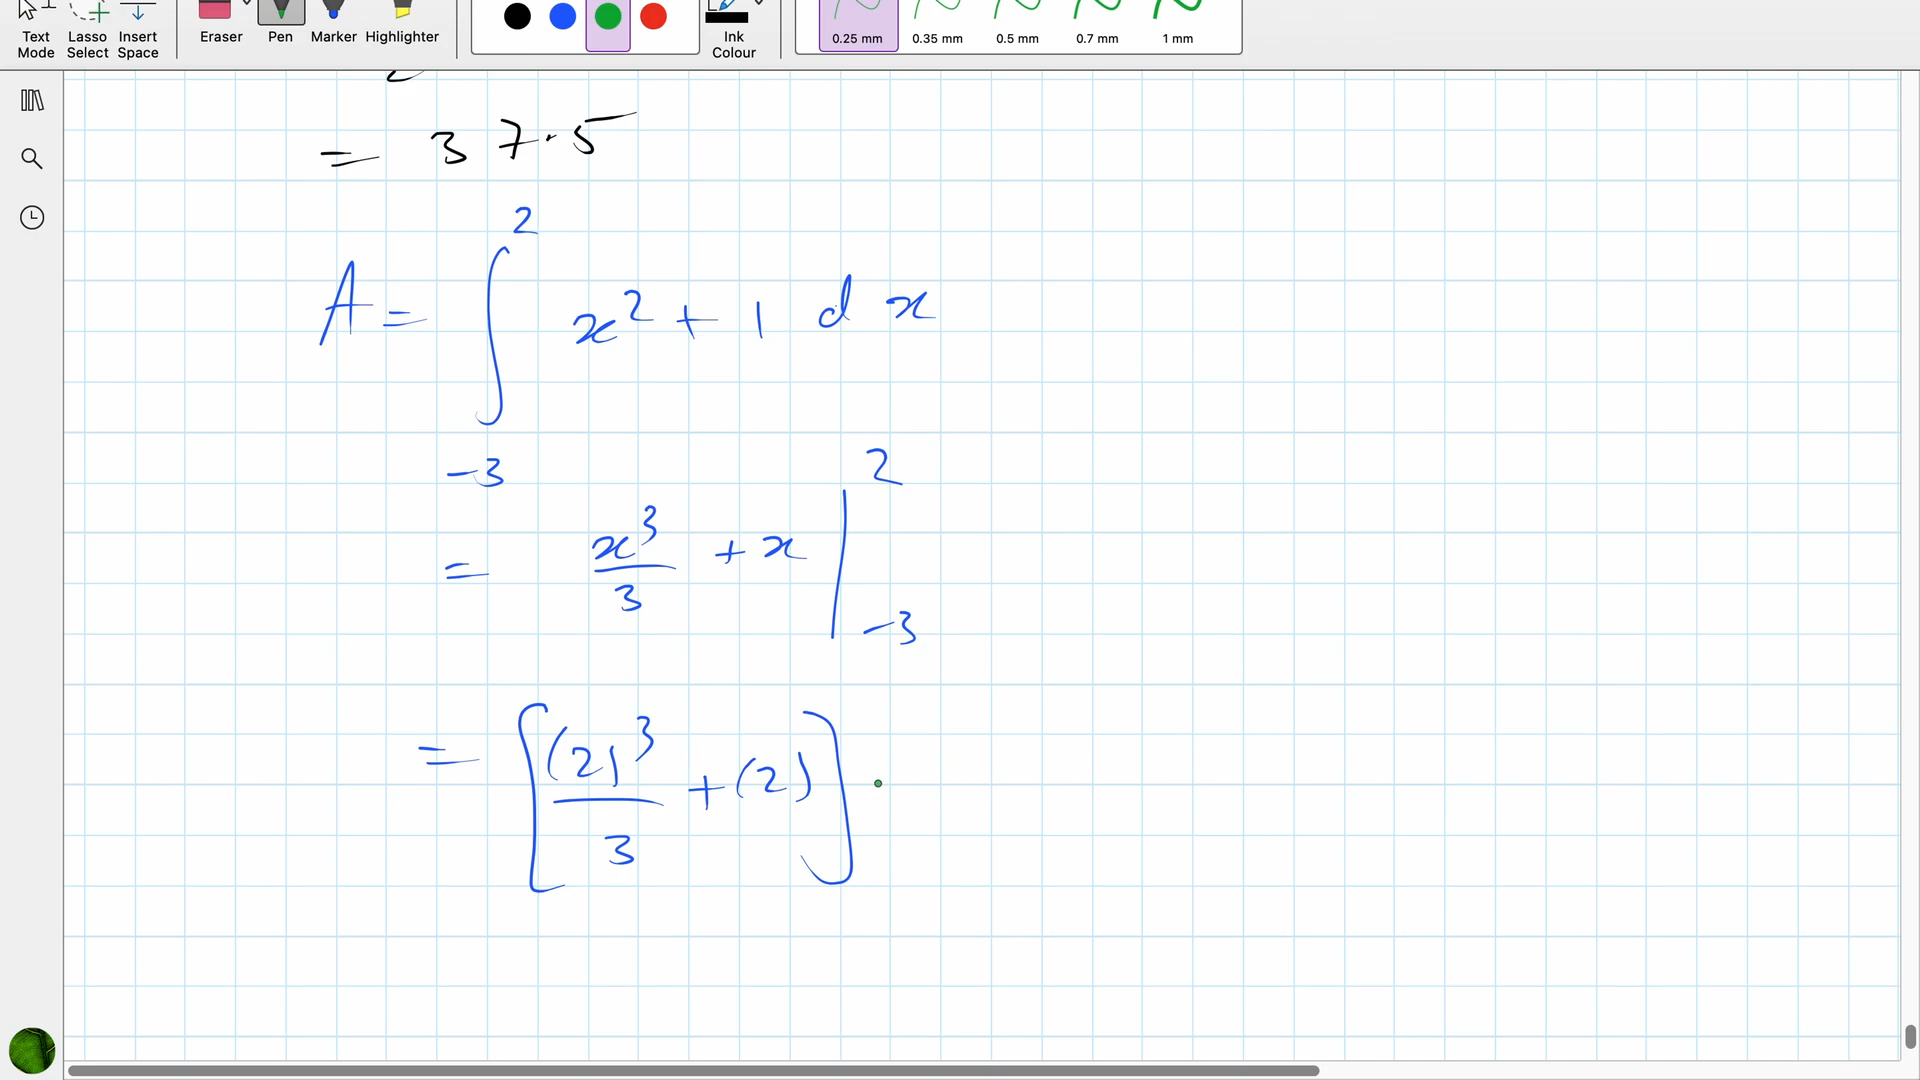 Text Mode Lasso Select Insert Space Eraser Pen Marker Highlighter Ink Colour 0.25 mm 0.35 mm 0.5 mm 0.7 mm 1 mm
= 37.5
A = ∫_{-3}^{2} x² + 1 dx
= x³/3 + x |_{-3}^{2}
= [(2)³/3 + (2)]